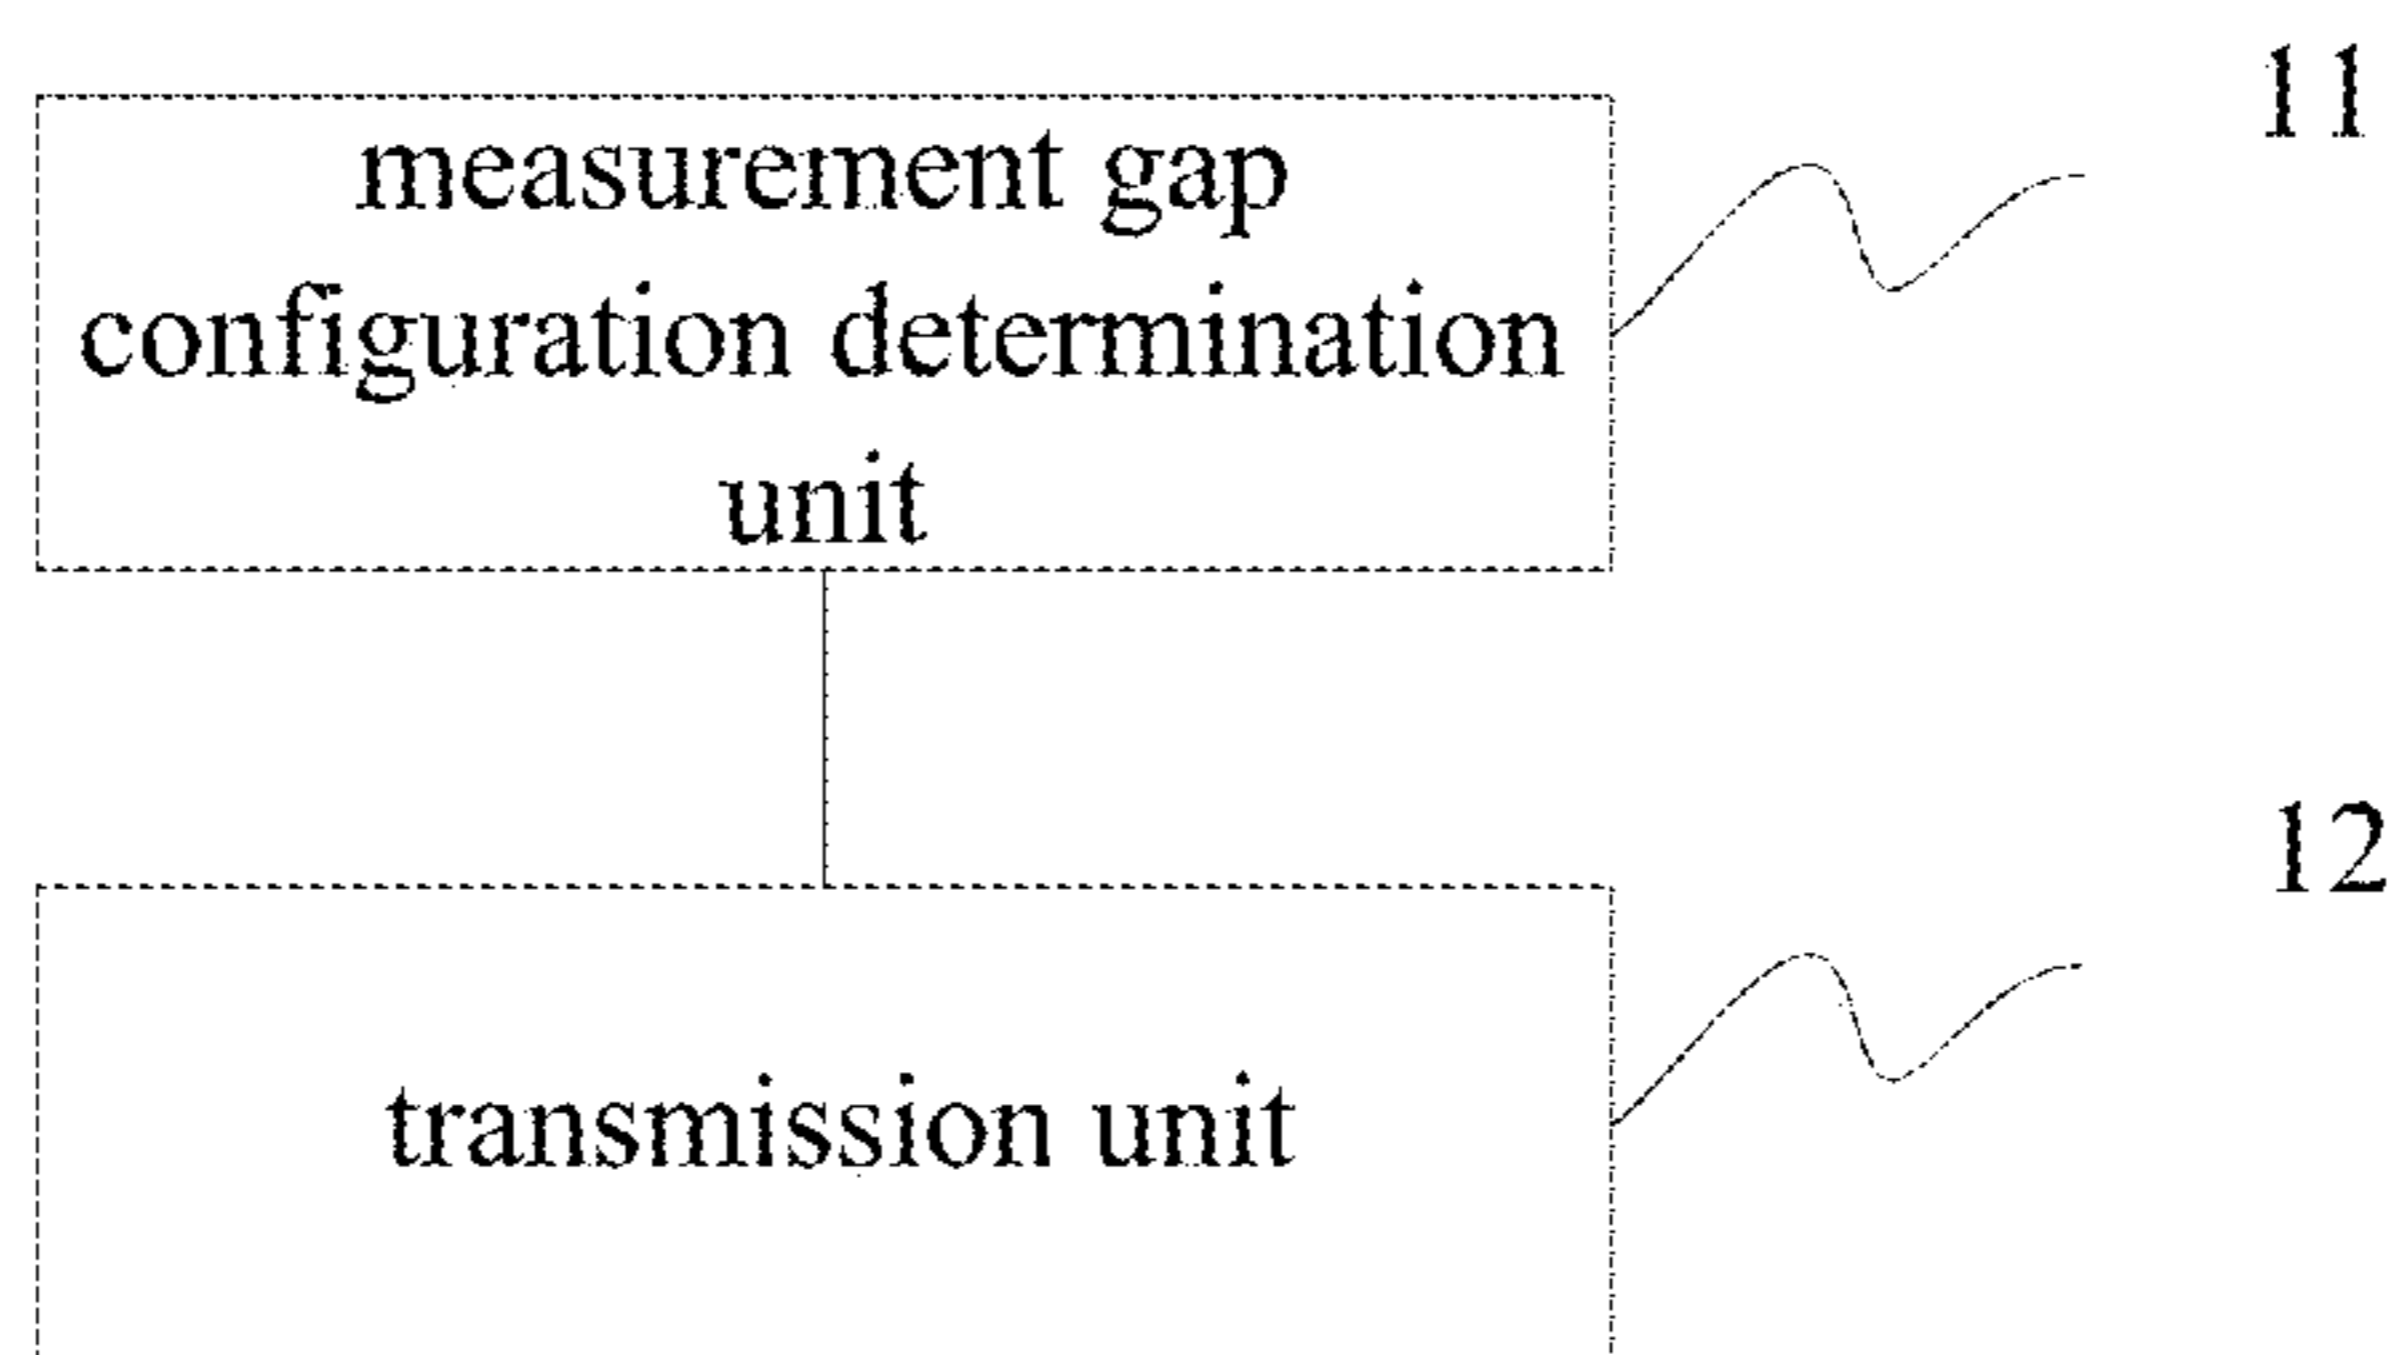 11
measurement gap
configuration determination
unit
12
transmission unit